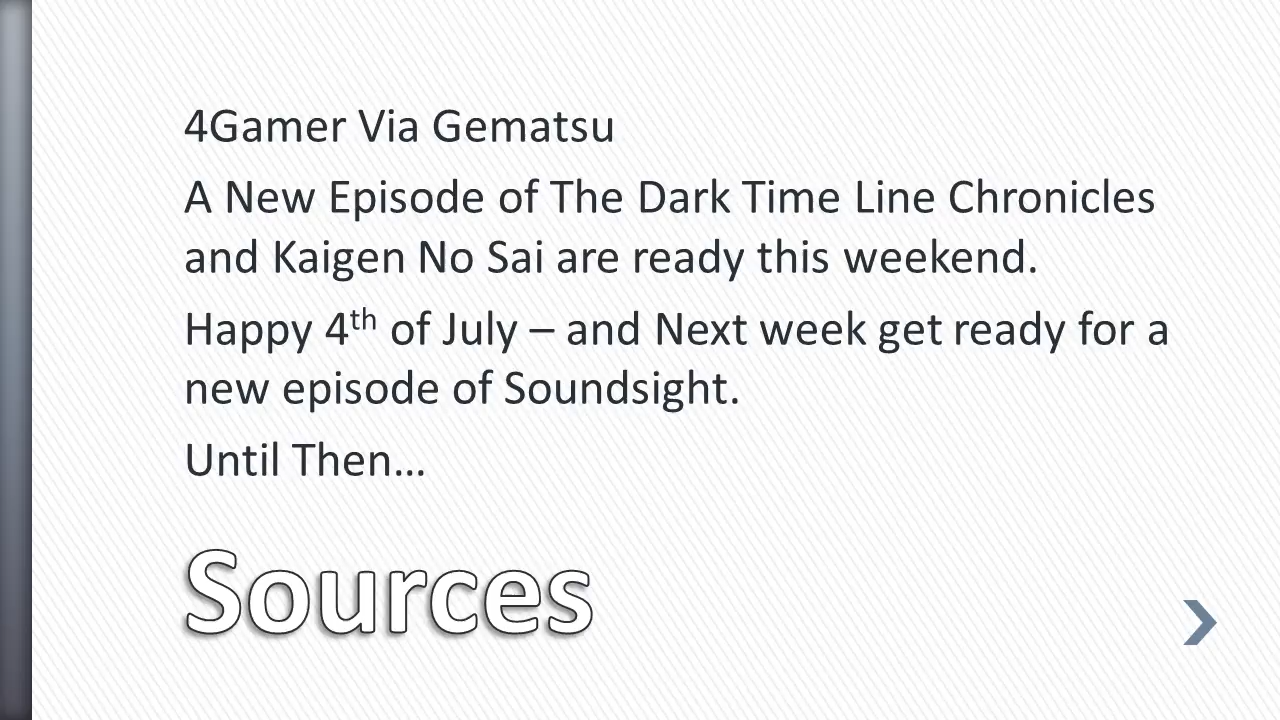 4Gamer Via Gematsu
A New Episode of The Dark Time Line Chronicles
and Kaigen No Sai are ready this weekend.
Happy 4th of July – and Next week get ready for a
new episode of Soundsight.
Until Then…
Sources